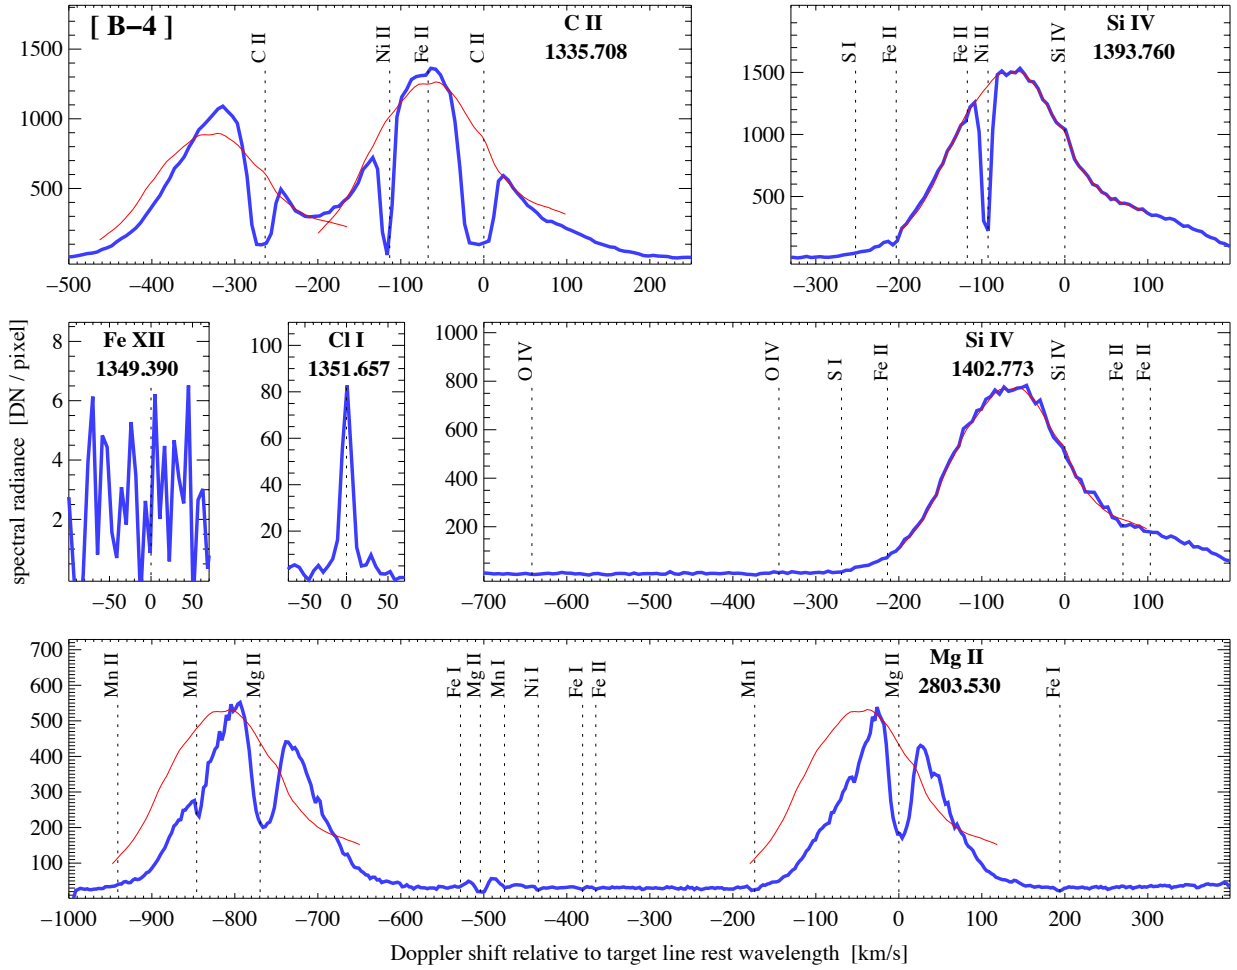 [ B−4 ]
C II
1335.708
C II
Ni II
Fe II
C II
1500
1000
500
−500
−400
−300
−200
−100
0
100
200
Si IV
1393.760
S I
Fe II
Fe II
Ni II
Si IV
1500
1000
500
−300
−200
−100
0
100
spectral radiance [DN / pixel]
Fe XII
1349.390
8
6
4
2
−50
0
50
Cl I
1351.657
100
80
60
40
20
−50
0
50
Si IV
1402.773
O IV
O IV
S I
Fe II
Si IV
Fe II
Fe II
1000
800
600
400
200
−700
−600
−500
−400
−300
−200
−100
0
100
Mg II
2803.530
Mn II
Mn I
Mg II
Fe I
Mg II
Mn I
Ni I
Fe I
Fe II
Mn I
Mg II
Fe I
700
600
500
400
300
200
100
−1000
−900
−800
−700
−600
−500
−400
−300
−200
−100
0
100
200
300
Doppler shift relative to target line rest wavelength [km/s]